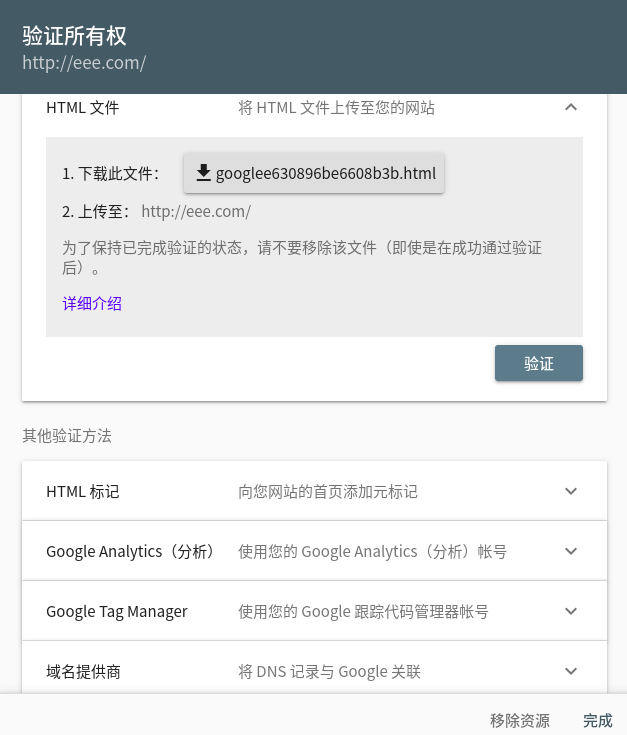 验证所有权
http://eee.com/
HTML 文件 将 HTML 文件上传至您的网站
1. 下载此文件： googlee630896be6608b3b.html
2. 上传至： http://eee.com/
为了保持已完成验证的状态，请不要移除该文件（即使是在成功通过验证
后）。
详细介绍
验证
其他验证方法
HTML 标记 向您网站的首页添加元标记
Google Analytics（分析） 使用您的 Google Analytics（分析）帐号
Google Tag Manager 使用您的 Google 跟踪代码管理器帐号
域名提供商 将 DNS 记录与 Google 关联
移除资源 完成